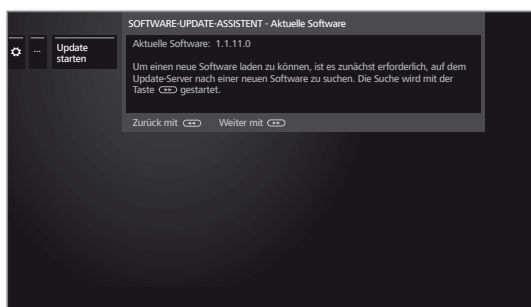 SOFTWARE-UPDATE-ASSISTENT - Aktuelle Software
... Update
starten
Aktuelle Software: 1.1.11.0
Um einen neue Software laden zu können, ist es zunächst erforderlich, auf dem
Update-Server nach einer neuen Software zu suchen. Die Suche wird mit der
Taste gestartet.
Zurück mit Weiter mit